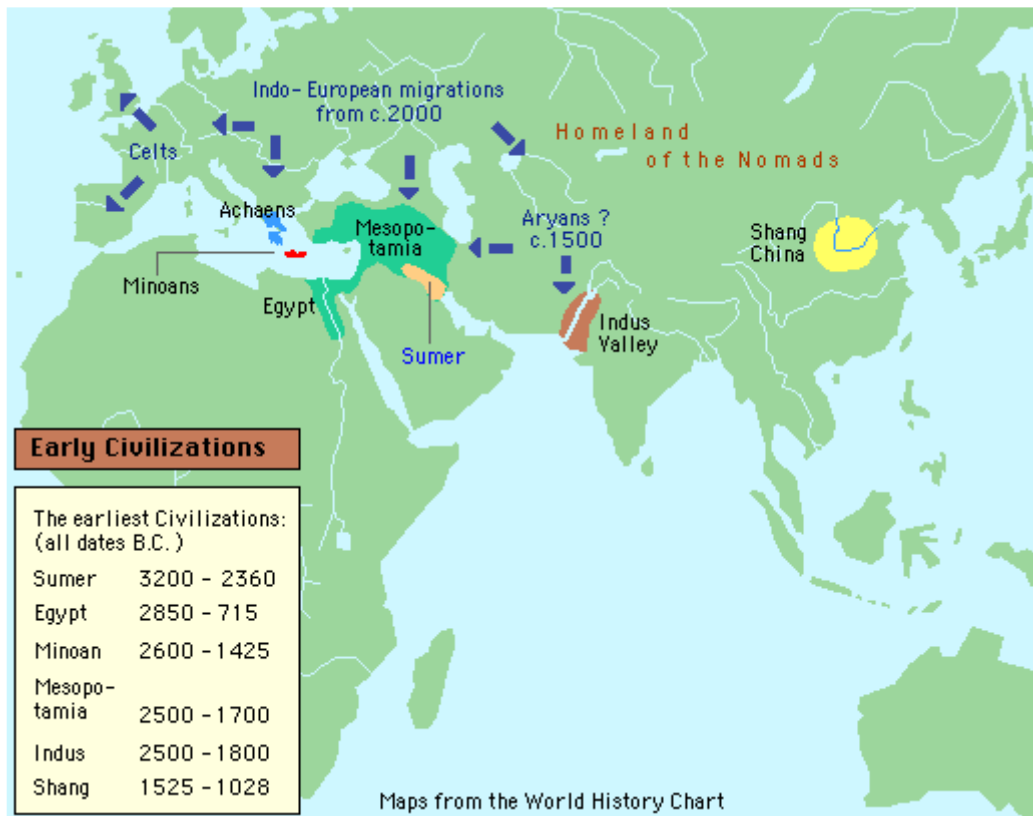 Indo-European migrations
from c.2000
Homeland
of the Nomads
Celts
Achaens
Mesopo-
tamia
Aryans ?
c.1500
Shang
China
Minoans
Egypt
Indus
Valley
Sumer
Early Civilizations
The earliest Civilizations:
(all dates B.C.)
Sumer 3200 - 2360
Egypt 2850 - 715
Minoan 2600 - 1425
Mesopo-
tamia 2500 - 1700
Indus 2500 - 1800
Shang 1525 - 1028
Maps from the World History Chart